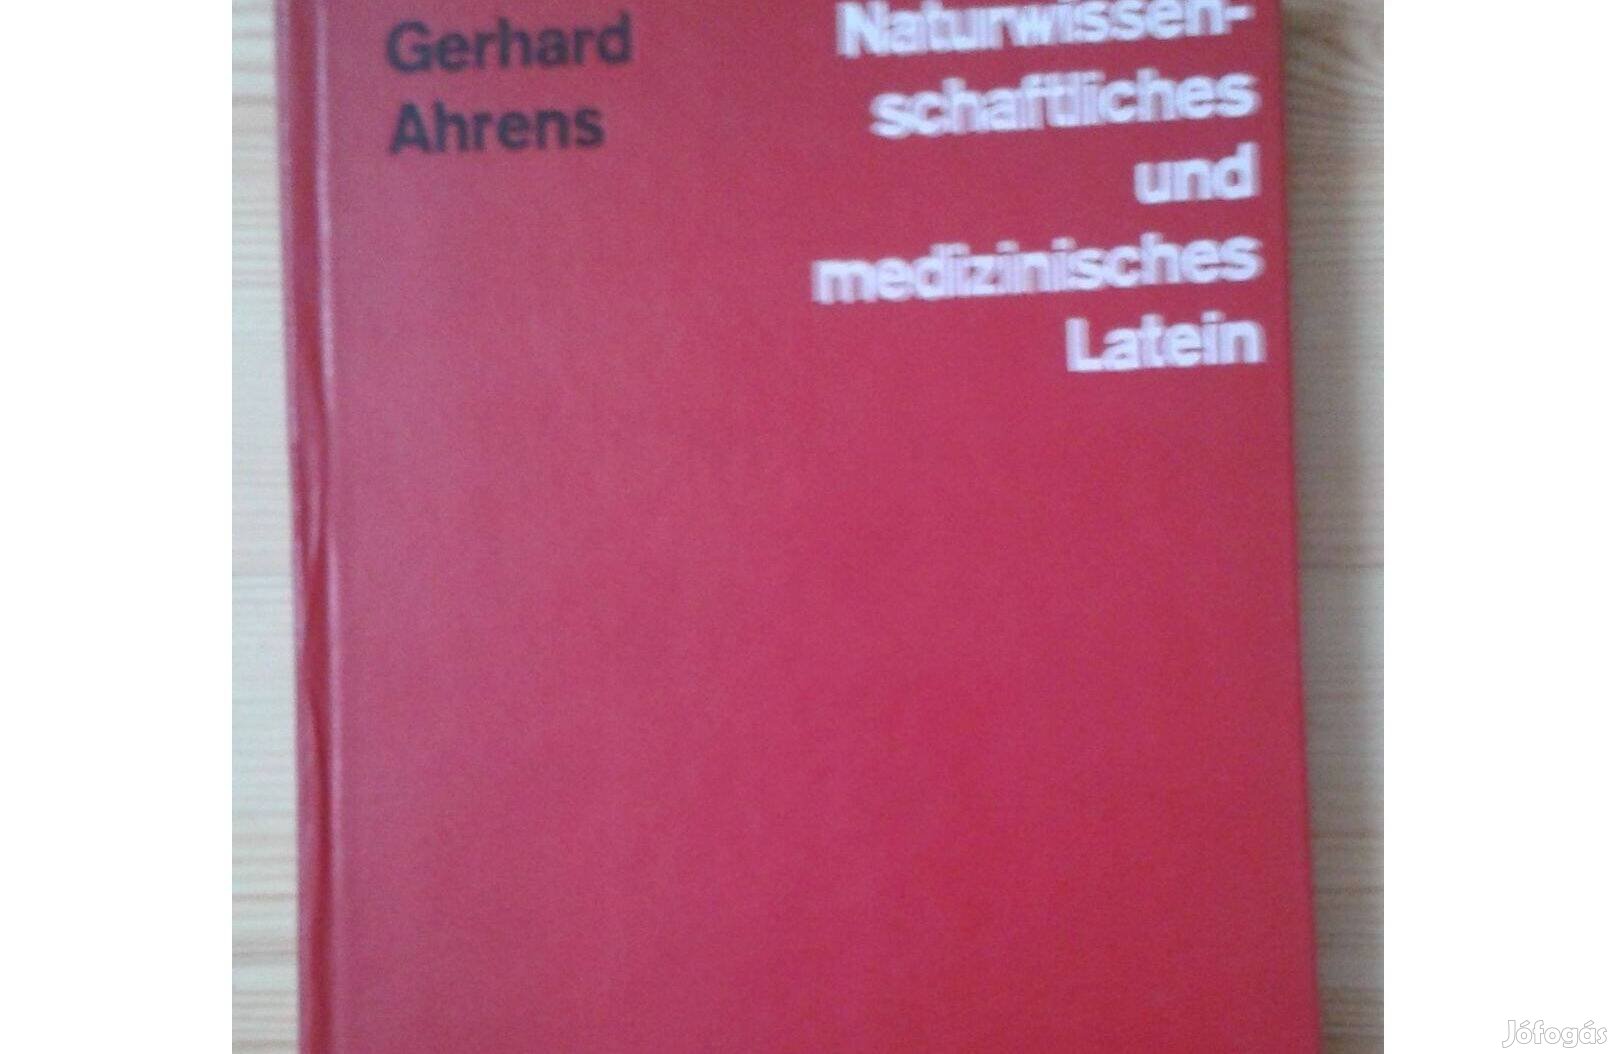 Gerhard
Ahrens
Naturwissen-
schaftliches
und
medizinisches
Latein
Jófogás